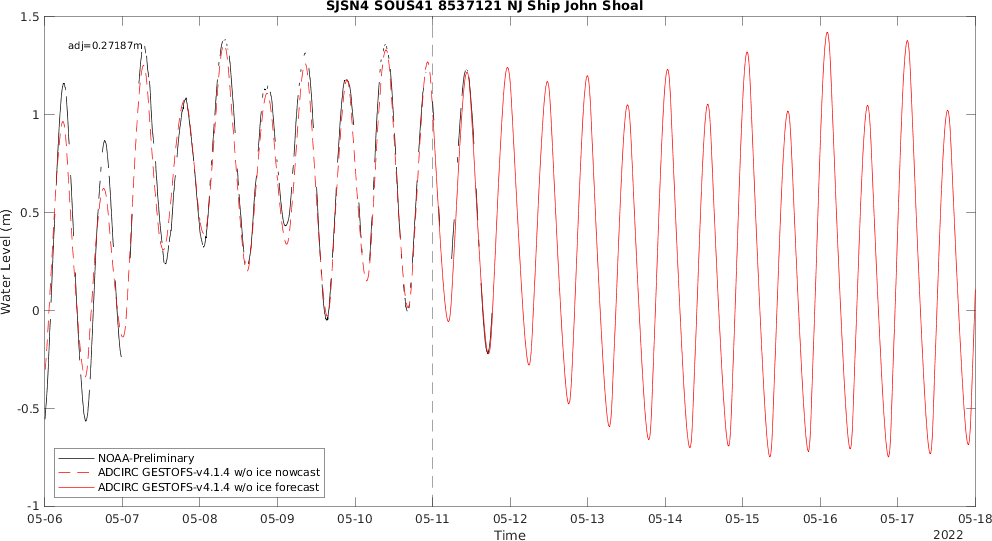 SJSN4 SOUS41 8537121 NJ Ship John Shoal
adj=0.27187m
Water Level (m)
1.5
1
0.5
0
-0.5
-1
NOAA-Preliminary
ADCIRC GESTOFS-v4.1.4 w/o ice nowcast
ADCIRC GESTOFS-v4.1.4 w/o ice forecast
05-06 05-07 05-08 05-09 05-10 05-11 05-12 05-13 05-14 05-15 05-16 05-17 05-18
Time
2022